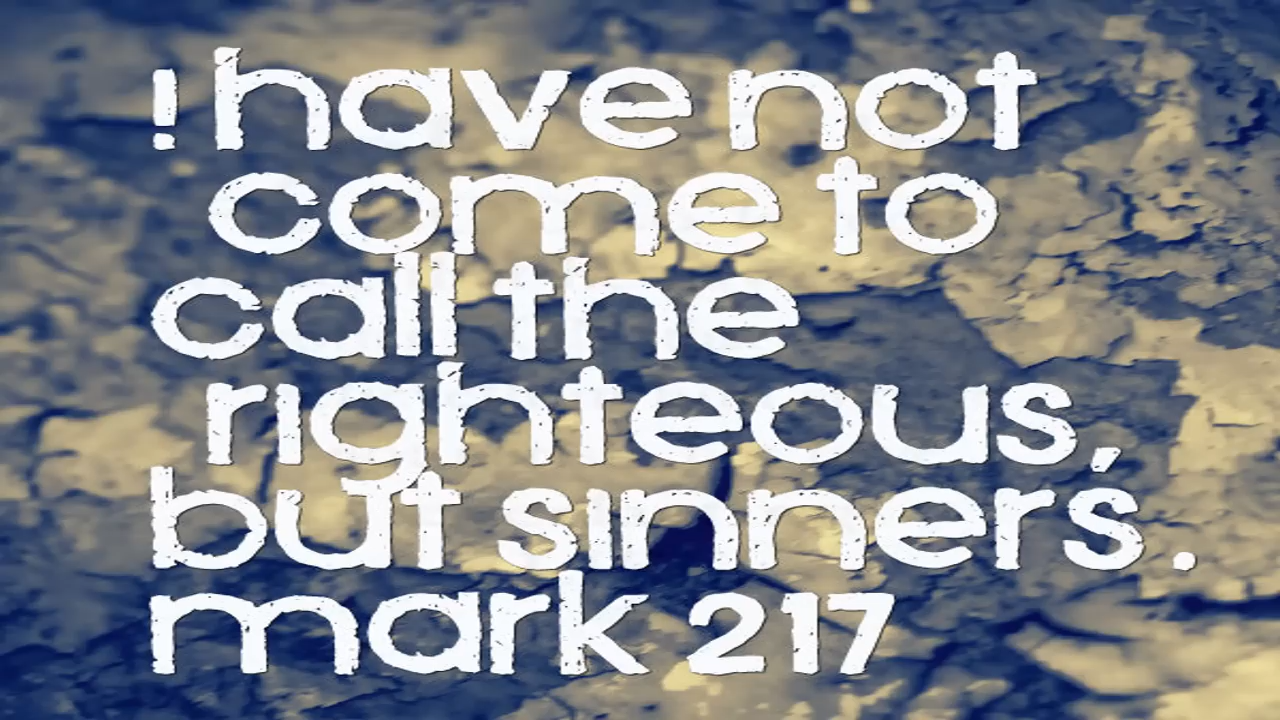 ! have not
come to
call the
righteous,
but sinners.
mark 217